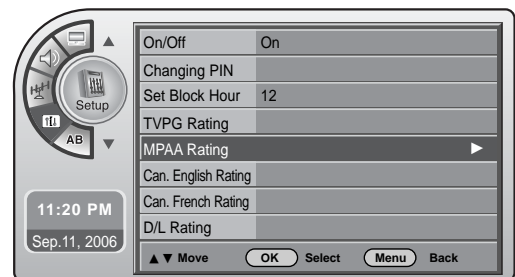 Setup
AB
11:20 PM
Sep.11, 2006
On/Off On
Changing PIN
Set Block Hour 12
TVPG Rating
MPAA Rating ►
Can. English Rating
Can. French Rating
D/L Rating
▲▼ Move OK Select Menu Back